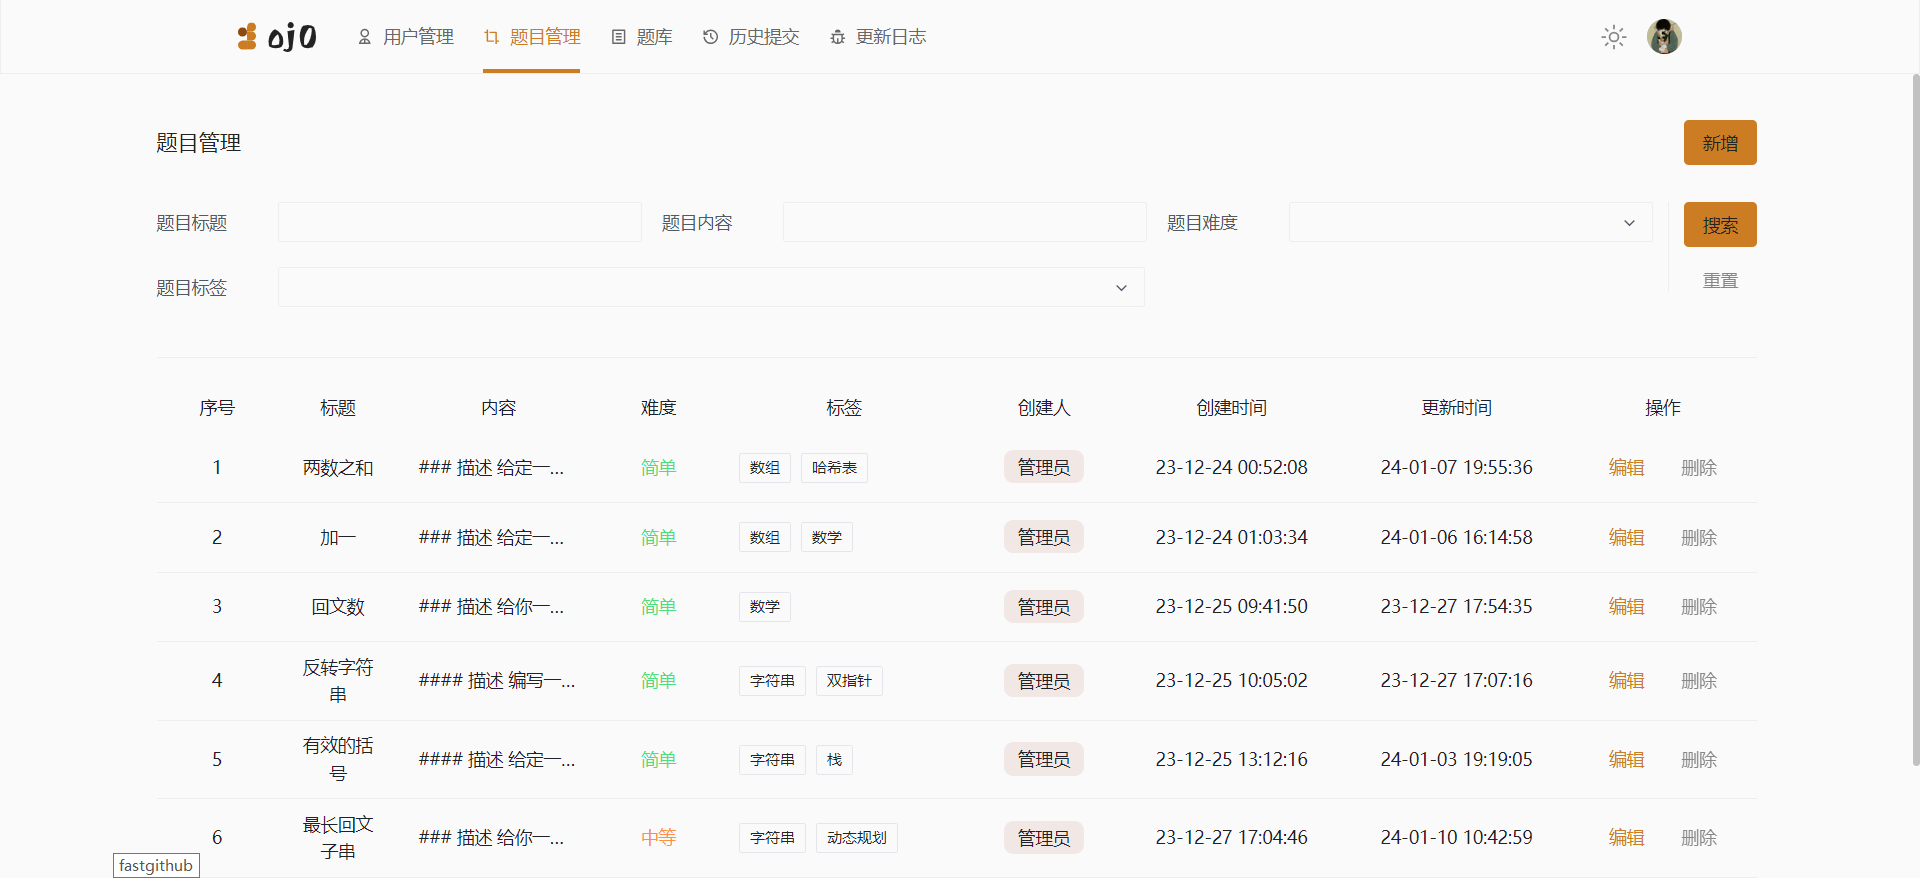 ojO 用户管理 题目管理 题库 历史提交 更新日志
题目管理 新增
题目标题 题目内容 题目难度 搜索
题目标签 重置
序号 标题 内容 难度 标签 创建人 创建时间 更新时间 操作
1 两数之和 ### 描述 给定一... 简单 数组 哈希表 管理员 23-12-24 00:52:08 24-01-07 19:55:36 编辑 删除
2 加一 ### 描述 给定一... 简单 数组 数学 管理员 23-12-24 01:03:34 24-01-06 16:14:58 编辑 删除
3 回文数 ### 描述 给你一... 简单 数学 管理员 23-12-25 09:41:50 23-12-27 17:54:35 编辑 删除
4 反转字符串 #### 描述 编写一... 简单 字符串 双指针 管理员 23-12-25 10:05:02 23-12-27 17:07:16 编辑 删除
5 有效的括号 #### 描述 给定一... 简单 字符串 栈 管理员 23-12-25 13:12:16 24-01-03 19:19:05 编辑 删除
6 最长回文子串 ### 描述 给你一... 中等 字符串 动态规划 管理员 23-12-27 17:04:46 24-01-10 10:42:59 编辑 删除
fastgithub